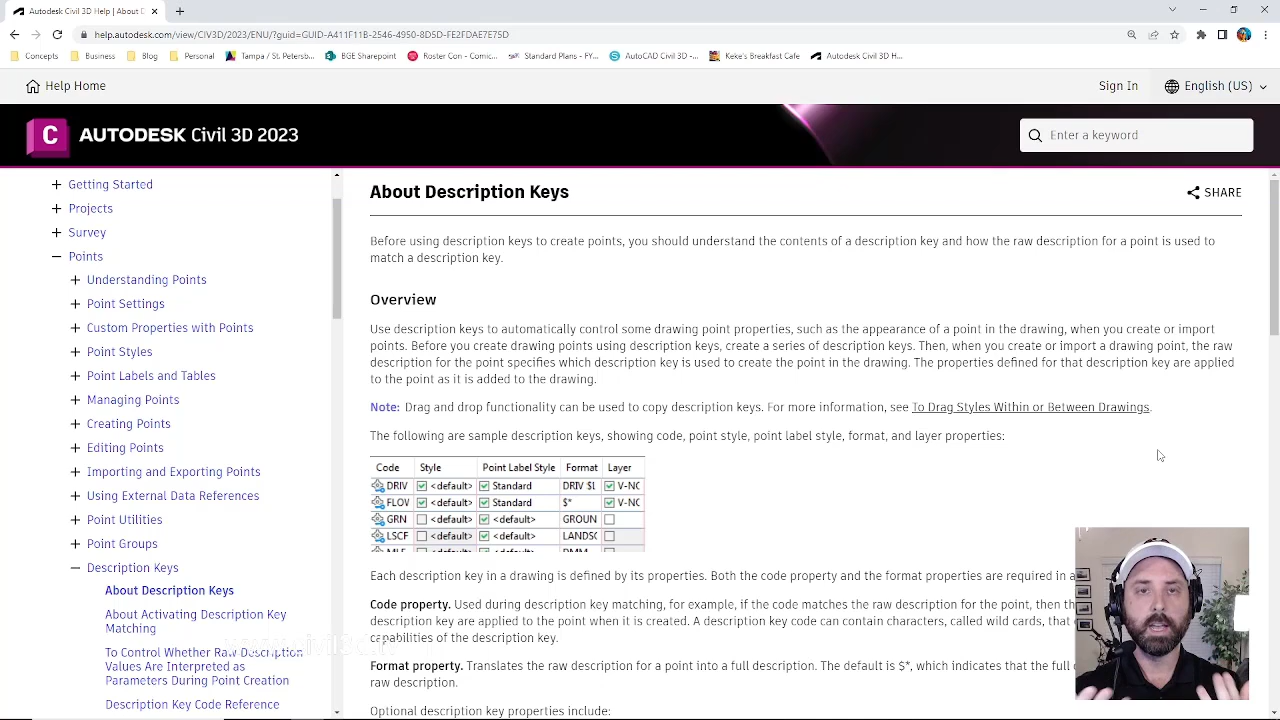 Autodesk Civil 3D Help | About D
help.autodesk.com/view/CIV3D/2023/ENU/?guid=GUID-A411F11B-2546-4950-8D5D-FE2FDAE7E75D
Concepts
Business
Blog
Personal
Tampa / St. Petersb...
BGE Sharepoint
Roster Con - Comic...
Standard Plans - FY...
AutoCAD Civil 3D -...
Keke's Breakfast Cafe
Autodesk Civil 3D H...
Help Home
Sign In
English (US)
C
AUTODESK Civil 3D 2023
Enter a keyword
Getting Started
Projects
Survey
Points
Understanding Points
Point Settings
Custom Properties with Points
Point Styles
Point Labels and Tables
Managing Points
Creating Points
Editing Points
Importing and Exporting Points
Using External Data References
Point Utilities
Point Groups
Description Keys
About Description Keys
About Activating Description Key
Matching
To Control Whether Raw Description
Values Are Interpreted as
Parameters During Point Creation
Description Key Code Reference
About Description Keys
SHARE
Before using description keys to create points, you should understand the contents of a description key and how the raw description for a point is used to
match a description key.
Overview
Use description keys to automatically control some drawing point properties, such as the appearance of a point in the drawing, when you create or import
points. Before you create drawing points using description keys, create a series of description keys. Then, when you create or import a drawing point, the raw
description for the point specifies which description key is used to create the point in the drawing. The properties defined for that description key are applied
to the point as it is added to the drawing.
Note: Drag and drop functionality can be used to copy description keys. For more information, see To Drag Styles Within or Between Drawings.
The following are sample description keys, showing code, point style, point label style, format, and layer properties:
Code Style Point Label Style Format Layer
DRIV <default> Standard DRIV $L V-NC
FLOV <default> Standard $* V-NC
GRN <default> <default> GROUN
LSCF <default> <default> LANDSC
Each description key in a drawing is defined by its properties. Both the code property and the format properties are required in a
Code property. Used during description key matching, for example, if the code matches the raw description for the point, then th
description key are applied to the point when it is created. A description key code can contain characters, called wild cards, that
capabilities of the description key.
Format property. Translates the raw description for a point into a full description. The default is $*, which indicates that the full
raw description.
Optional description key properties include: